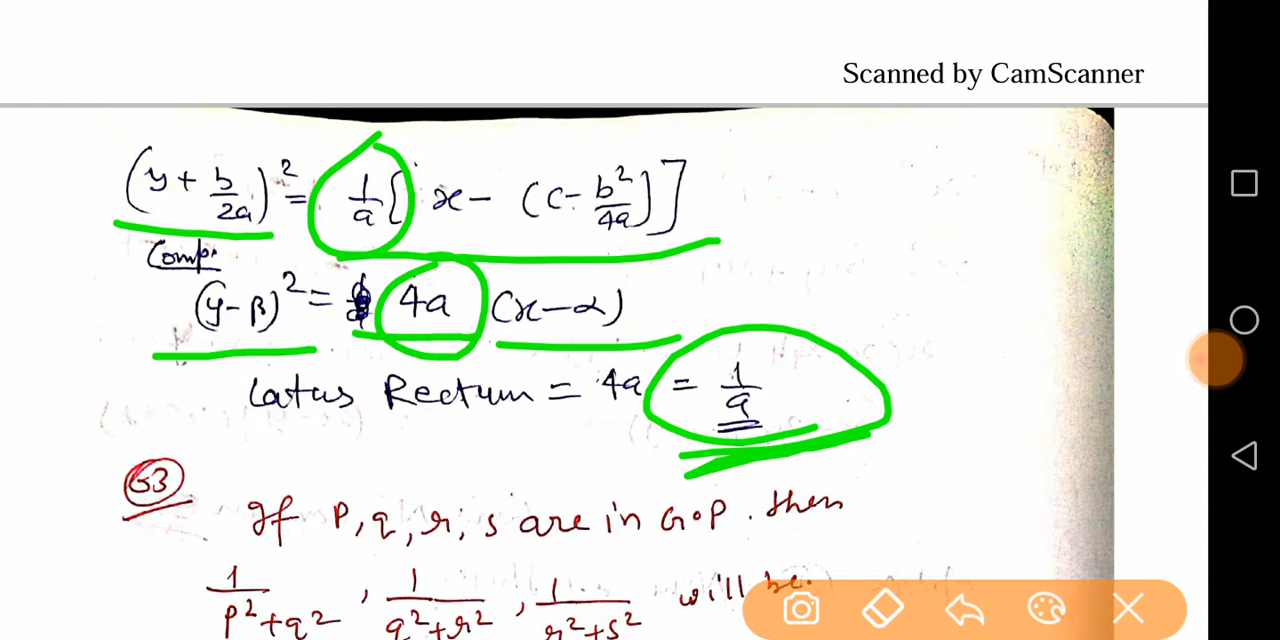 Scanned by CamScanner
(y + b/2a)² = 1/a [ x - (c - b²/4a) ]
Comp.
(y - β)² = 4a (x - α)
Latus Rectum = 4a = 1/a
53
If p, q, r, s are in G.P. then
1/p²+q² , 1/q²+r² , 1/r²+s² will be